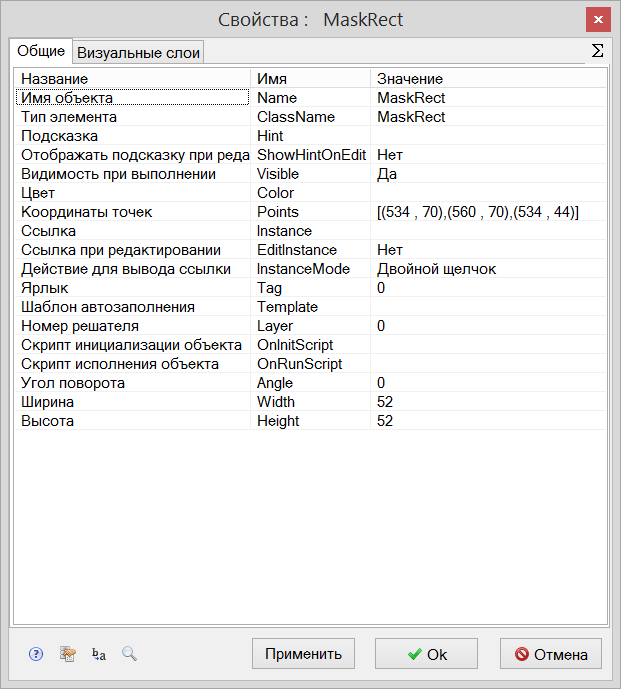 Свойства : MaskRect
Общие Визуальные слои Σ
Название Имя Значение
Имя объекта Name MaskRect
Тип элемента ClassName MaskRect
Подсказка Hint
Отображать подсказку при реда ShowHintOnEdit Нет
Видимость при выполнении Visible Да
Цвет Color
Координаты точек Points [(534 , 70),(560 , 70),(534 , 44)]
Ссылка Instance
Ссылка при редактировании EditInstance Нет
Действие для вывода ссылки InstanceMode Двойной щелчок
Ярлык Tag 0
Шаблон автозаполнения Template
Номер решателя Layer 0
Скрипт инициализации объекта OnInitScript
Скрипт исполнения объекта OnRunScript
Угол поворота Angle 0
Ширина Width 52
Высота Height 52
? ba Применить Ok Отмена